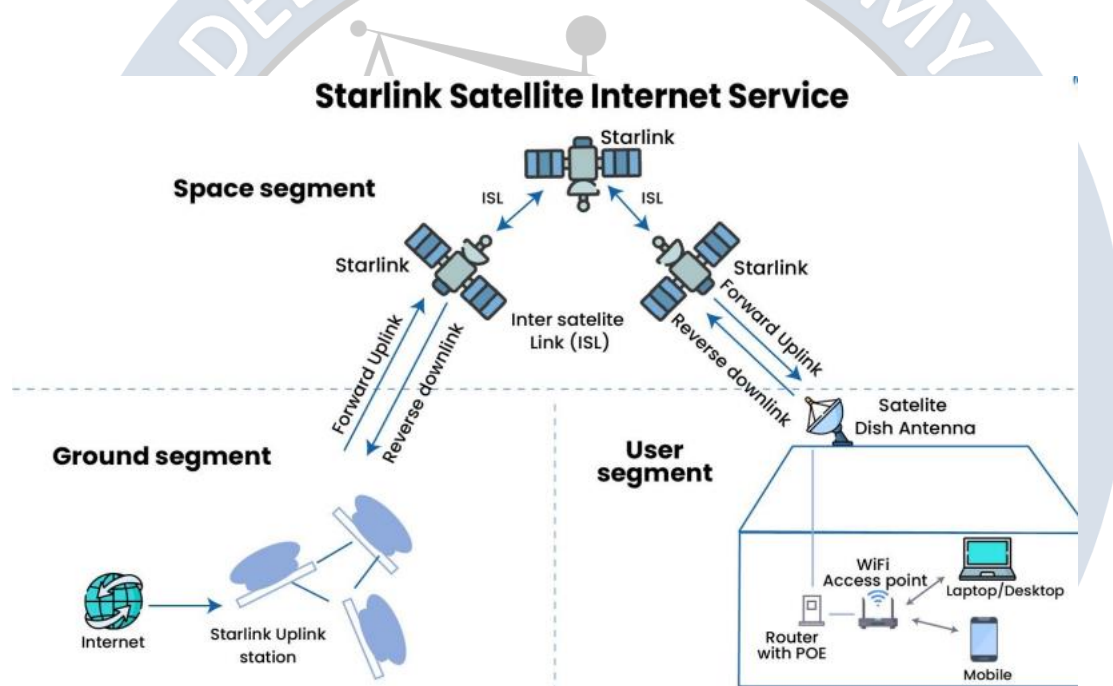 Starlink Satellite Internet Service
Starlink
Space segment
ISL
ISL
Starlink
Starlink
Inter satelite
Link (ISL)
Forward Uplink
Reverse downlink
Forward Uplink
Reverse downlink
Satelite
Dish Antenna
Ground segment
User
segment
Internet
Starlink Uplink
station
WiFi
Access point
Laptop/Desktop
Router
with POE
Mobile